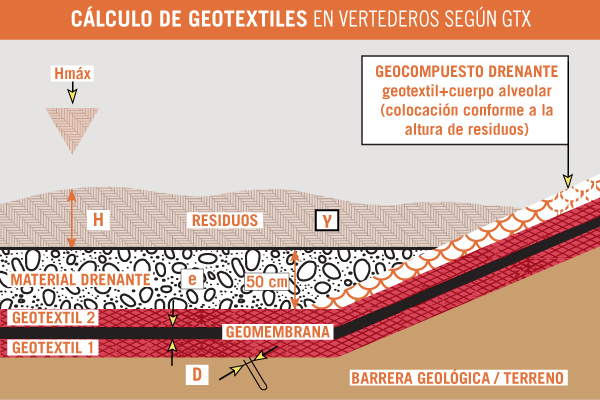 CÁLCULO DE GEOTEXTILES EN VERTEDEROS SEGÚN GTX
Hmáx
GEOCOMPUESTO DRENANTE
geotextil+cuerpo alveolar
(colocación conforme a la
altura de residuos)
H
RESIDUOS
γ
MATERIAL DRENANTE
e
50 cm
GEOTEXTIL 2
GEOMEMBRANA
GEOTEXTIL 1
D
BARRERA GEOLÓGICA / TERRENO